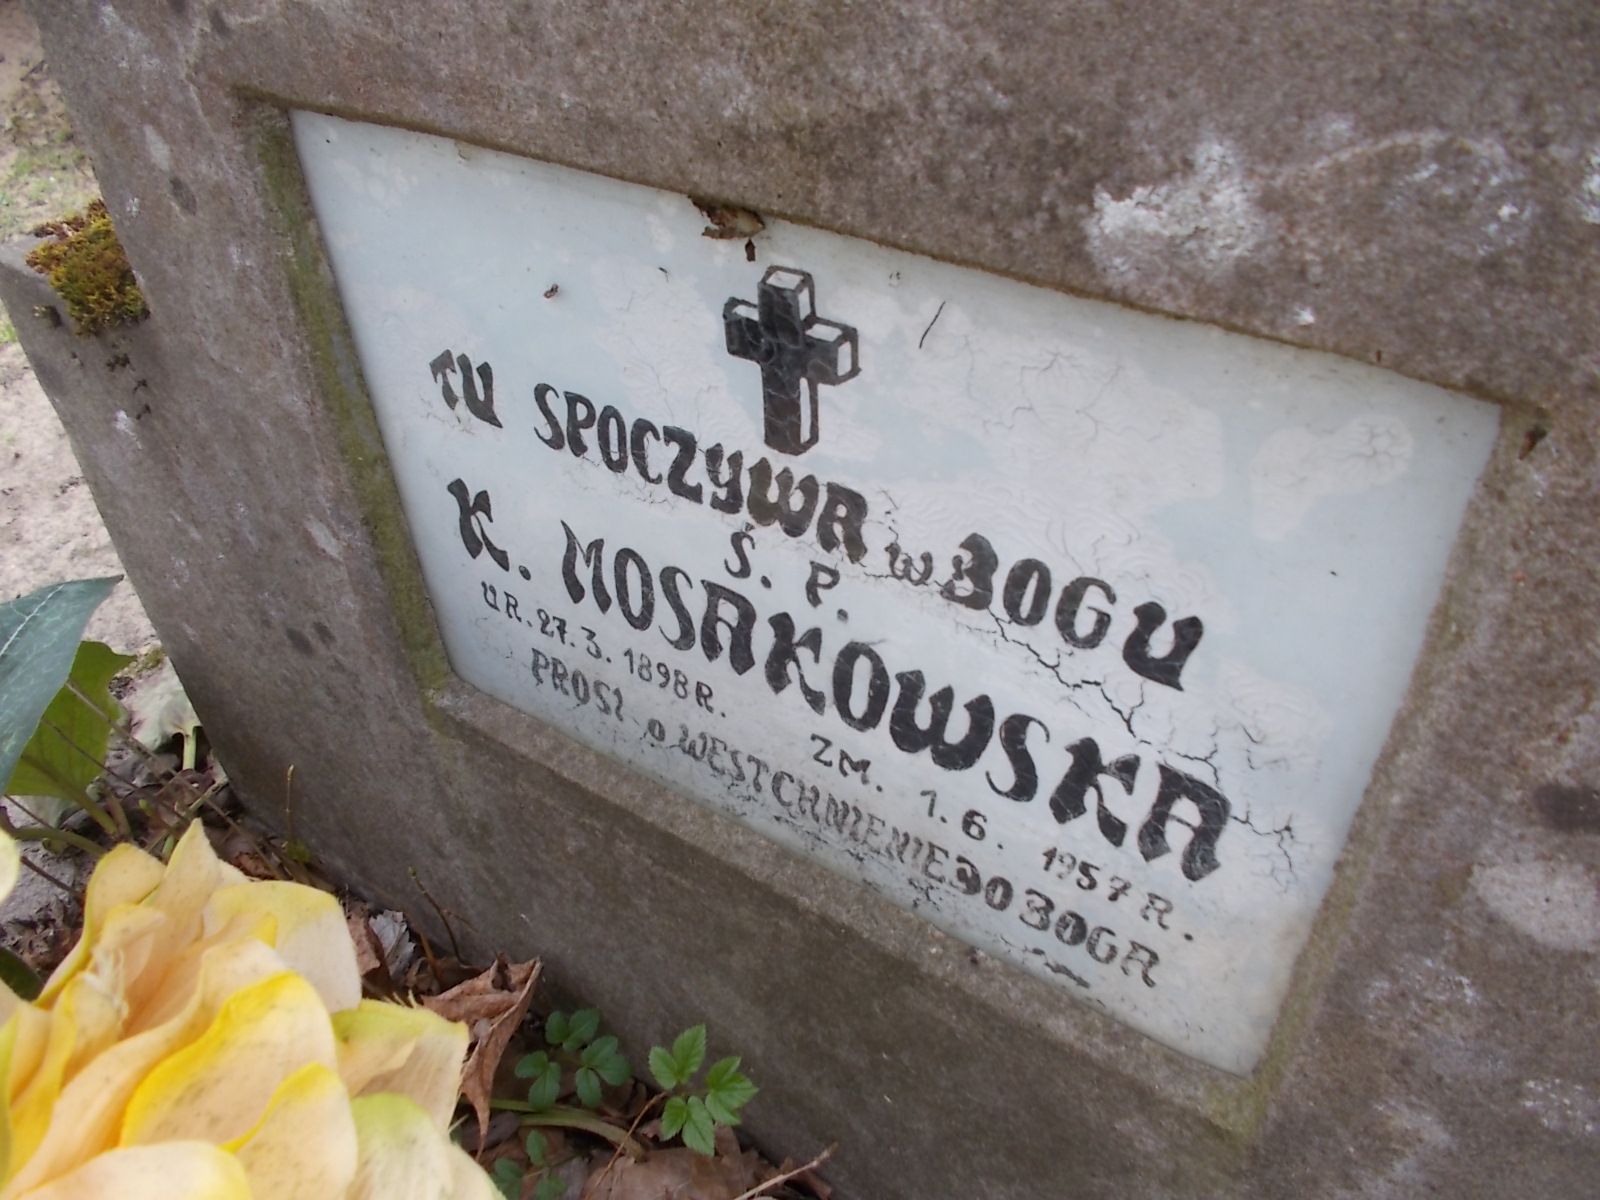 TU SPOCZYWA W BOGU
Ś. P.
K. MOSAKOWSKA
UR. 27. 3. 1898 R. ZM. 1. 6. 1957 R.
PROSI O WESTCHNIENIE DO BOGA